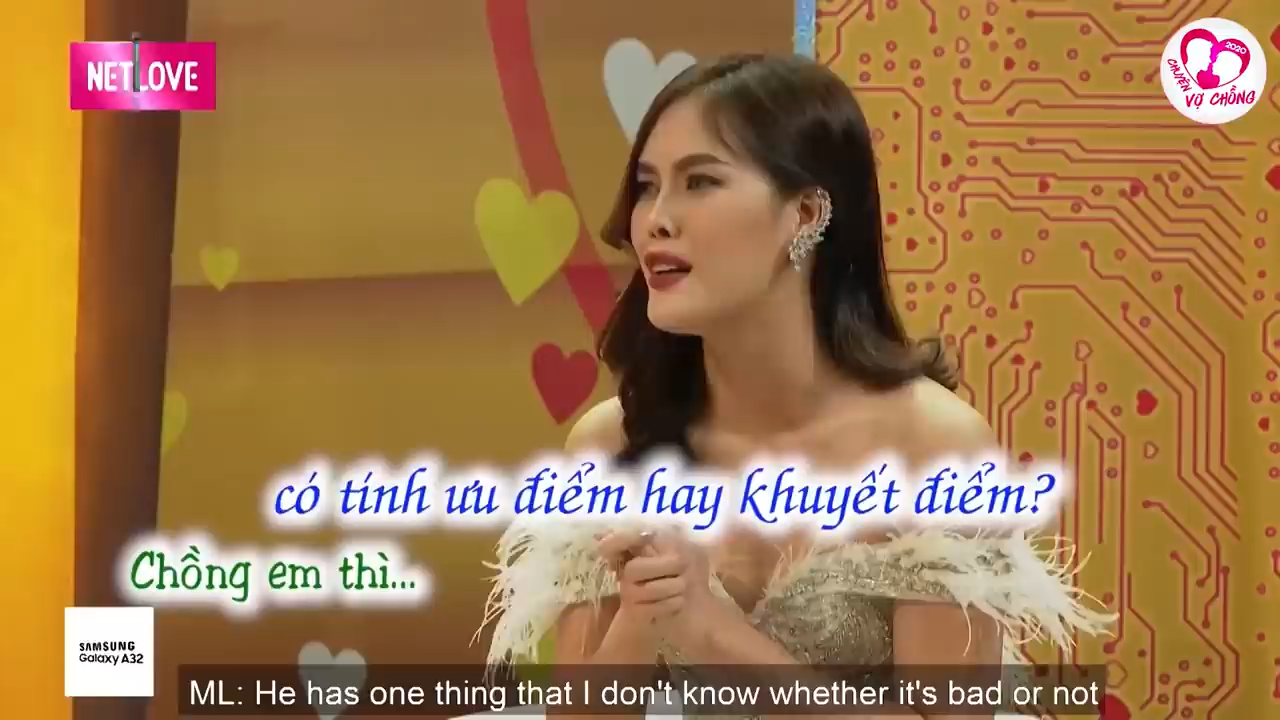 NETLOVE
2020
CHUYỆN
VỢ CHỒNG
có tính ưu điểm hay khuyết điểm?
Chồng em thì...
SAMSUNG
Galaxy A32
ML: He has one thing that I don't know whether it's bad or not